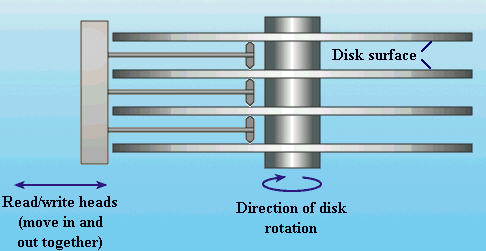 Disk surface
Read/write heads
(move in and
out together)
Direction of disk
rotation